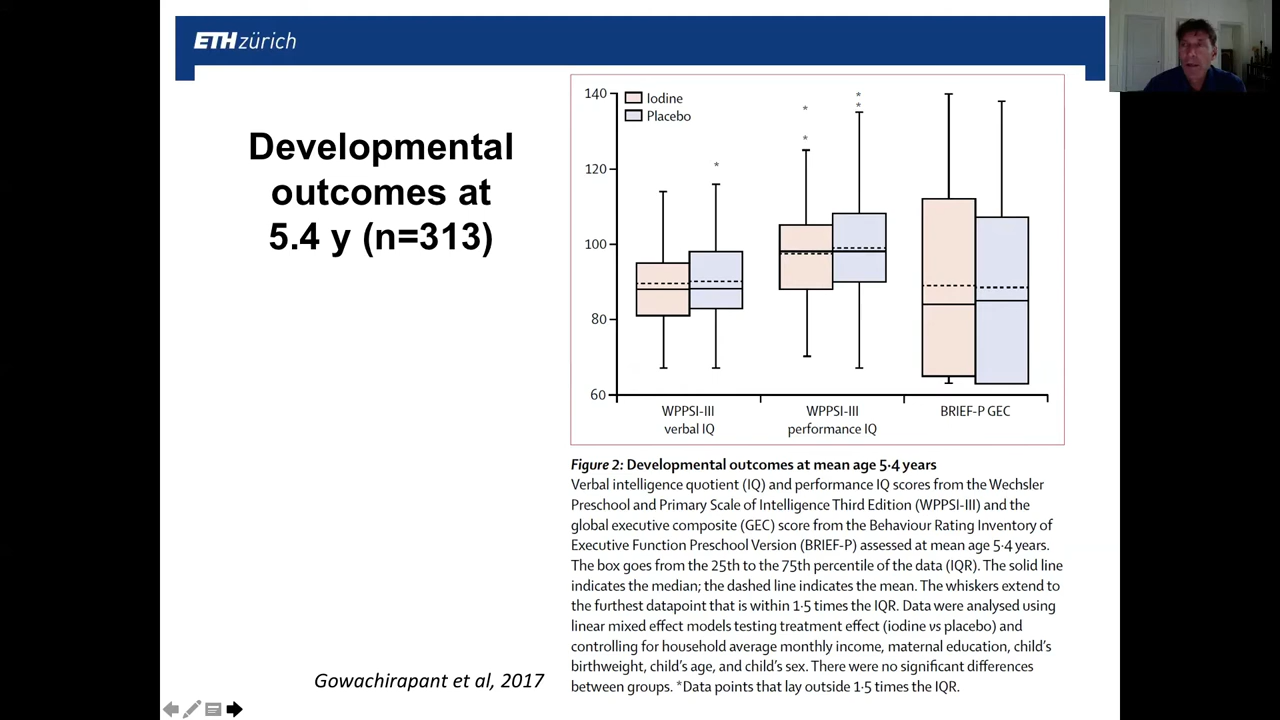 ETH zürich
Developmental
outcomes at
5.4 y (n=313)
140
120
100
80
60
Iodine
Placebo
*
*
*
*
*
WPPSI-III
verbal IQ
WPPSI-III
performance IQ
BRIEF-P GEC
Figure 2: Developmental outcomes at mean age 5·4 years
Verbal intelligence quotient (IQ) and performance IQ scores from the Wechsler
Preschool and Primary Scale of Intelligence Third Edition (WPPSI-III) and the
global executive composite (GEC) score from the Behaviour Rating Inventory of
Executive Function Preschool Version (BRIEF-P) assessed at mean age 5·4 years.
The box goes from the 25th to the 75th percentile of the data (IQR). The solid line
indicates the median; the dashed line indicates the mean. The whiskers extend to
the furthest datapoint that is within 1·5 times the IQR. Data were analysed using
linear mixed effect models testing treatment effect (iodine vs placebo) and
controlling for household average monthly income, maternal education, child's
birthweight, child's age, and child's sex. There were no significant differences
between groups. *Data points that lay outside 1·5 times the IQR.
Gowachirapant et al, 2017